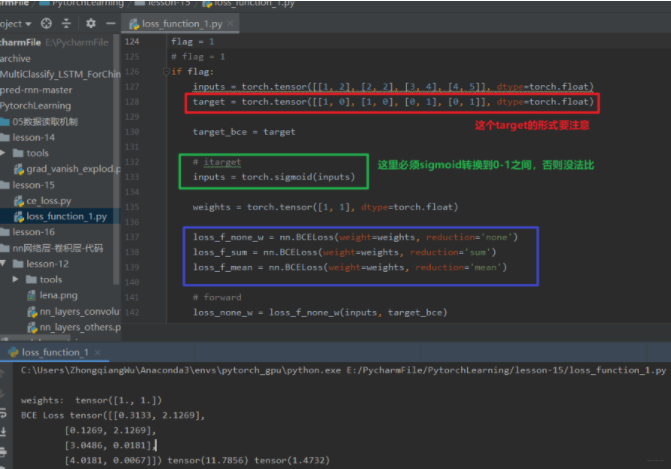 charmFile
PytorchLearning
lesson-15
loss_function_1.py
oject
loss_function_1.py
charmFile E:\PycharmFile
archive
MultiClassify_LSTM_ForChin
pred-rnn-master
PytorchLearning
05数据读取机制
lesson-14
tools
grad_vanish_explod.p
lesson-15
ce_loss.py
loss_function_1.py
lesson-16
nn网络层-卷积层-代码
lesson-12
tools
lena.png
nn_layers_convolu
nn_layers_others.p
124 flag = 1
125 # flag = 1
126 if flag:
127 inputs = torch.tensor([[1, 2], [2, 2], [3, 4], [4, 5]], dtype=torch.float)
128 target = torch.tensor([[1, 0], [1, 0], [0, 1], [0, 1]], dtype=torch.float)
129
这个target的形式要注意
130 target_bce = target
131
132 # itarget
133 inputs = torch.sigmoid(inputs)
这里必须sigmoid转换到0-1之间，否则没法比
134
135 weights = torch.tensor([1, 1], dtype=torch.float)
136
137 loss_f_none_w = nn.BCELoss(weight=weights, reduction='none')
138 loss_f_sum = nn.BCELoss(weight=weights, reduction='sum')
139 loss_f_mean = nn.BCELoss(weight=weights, reduction='mean')
140
141 # forward
142 loss_none_w = loss_f_none_w(inputs, target_bce)
loss_function_1
C:\Users\ZhongqiangWu\Anaconda3\envs\pytorch_gpu\python.exe E:/PycharmFile/PytorchLearning/lesson-15/loss_function_1.py
weights:  tensor([1., 1.])
BCE Loss tensor([[0.3133, 2.1269],
[0.1269, 2.1269],
[3.0486, 0.0181],
[4.0181, 0.0067]]) tensor(11.7856) tensor(1.4732)